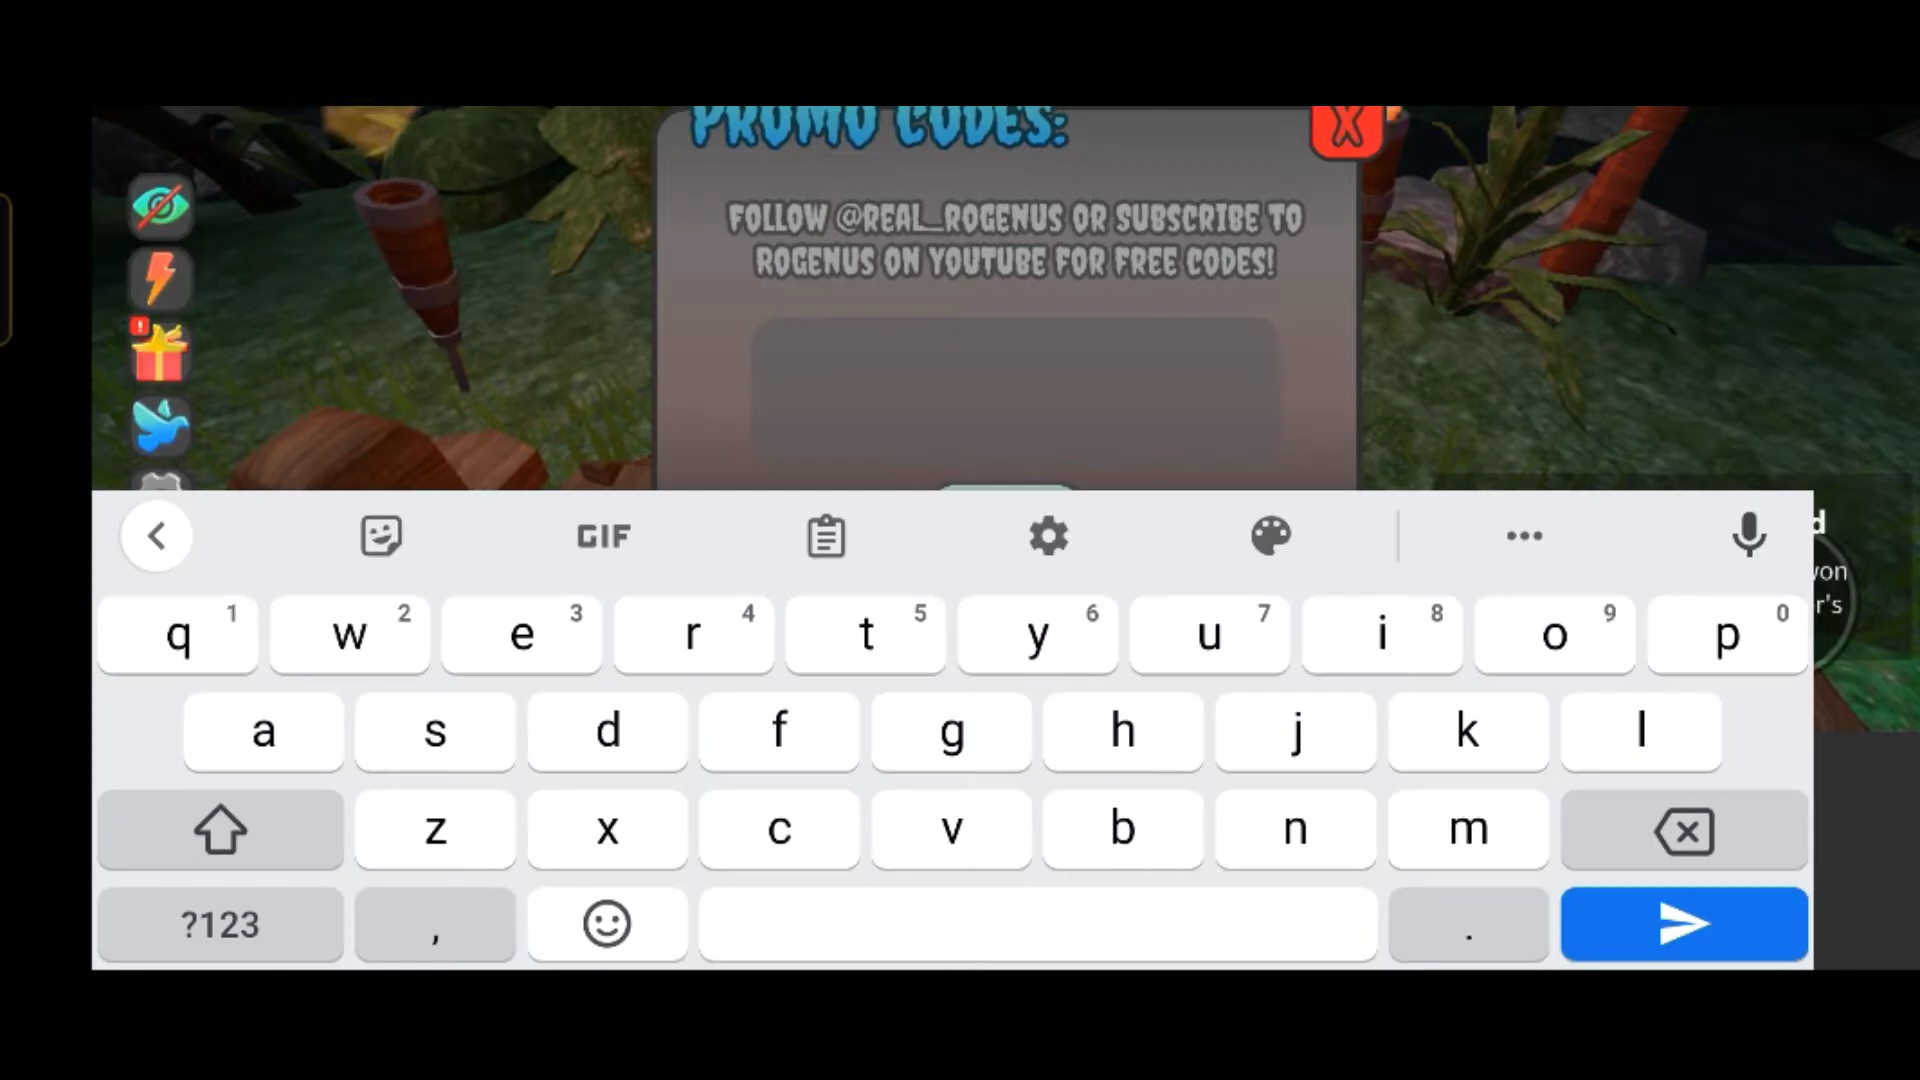 PROMO CODES:
X
FOLLOW @REAL_ROGENUS OR SUBSCRIBE TO
ROGENUS ON YOUTUBE FOR FREE CODES!
!
GIF
d
von
r's
q 1 w 2 e 3 r 4 t 5 y 6 u 7 i 8 o 9 p 0
a s d f g h j k l
z x c v b n m
?123 , .